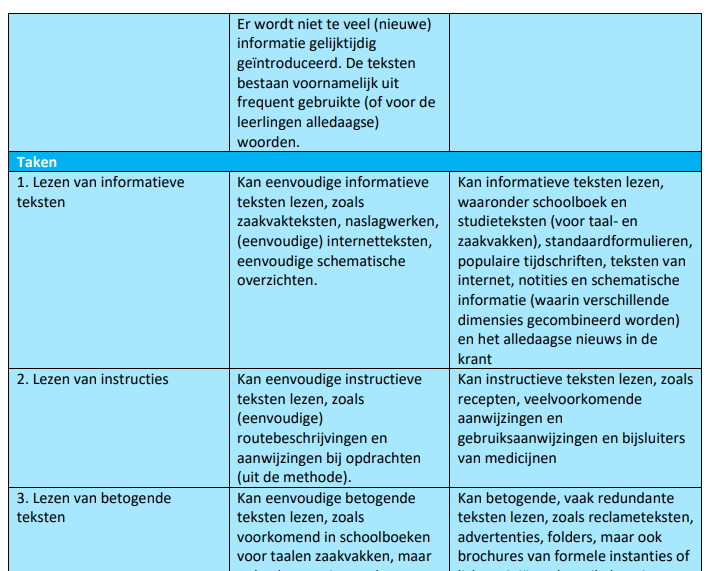 Er wordt niet te veel (nieuwe)
informatie gelijktijdig
geïntroduceerd. De teksten
bestaan voornamelijk uit
frequent gebruikte (of voor de
leerlingen alledaagse)
woorden.
Taken
1. Lezen van informatieve
teksten
Kan eenvoudige informatieve
teksten lezen, zoals
zaakvakteksten, naslagwerken,
(eenvoudige) internetteksten,
eenvoudige schematische
overzichten.
Kan informatieve teksten lezen,
waaronder schoolboek en
studieteksten (voor taal- en
zaakvakken), standaardformulieren,
populaire tijdschriften, teksten van
internet, notities en schematische
informatie (waarin verschillende
dimensies gecombineerd worden)
en het alledaagse nieuws in de
krant
2. Lezen van instructies
Kan eenvoudige instructieve
teksten lezen, zoals
(eenvoudige)
routebeschrijvingen en
aanwijzingen bij opdrachten
(uit de methode).
Kan instructieve teksten lezen, zoals
recepten, veelvoorkomende
aanwijzingen en
gebruiksaanwijzingen en bijsluiters
van medicijnen
3. Lezen van betogende
teksten
Kan eenvoudige betogende
teksten lezen, zoals
voorkomend in schoolboeken
voor taalen zaakvakken, maar
Kan betogende, vaak redundante
teksten lezen, zoals reclameteksten,
advertenties, folders, maar ook
brochures van formele instanties of